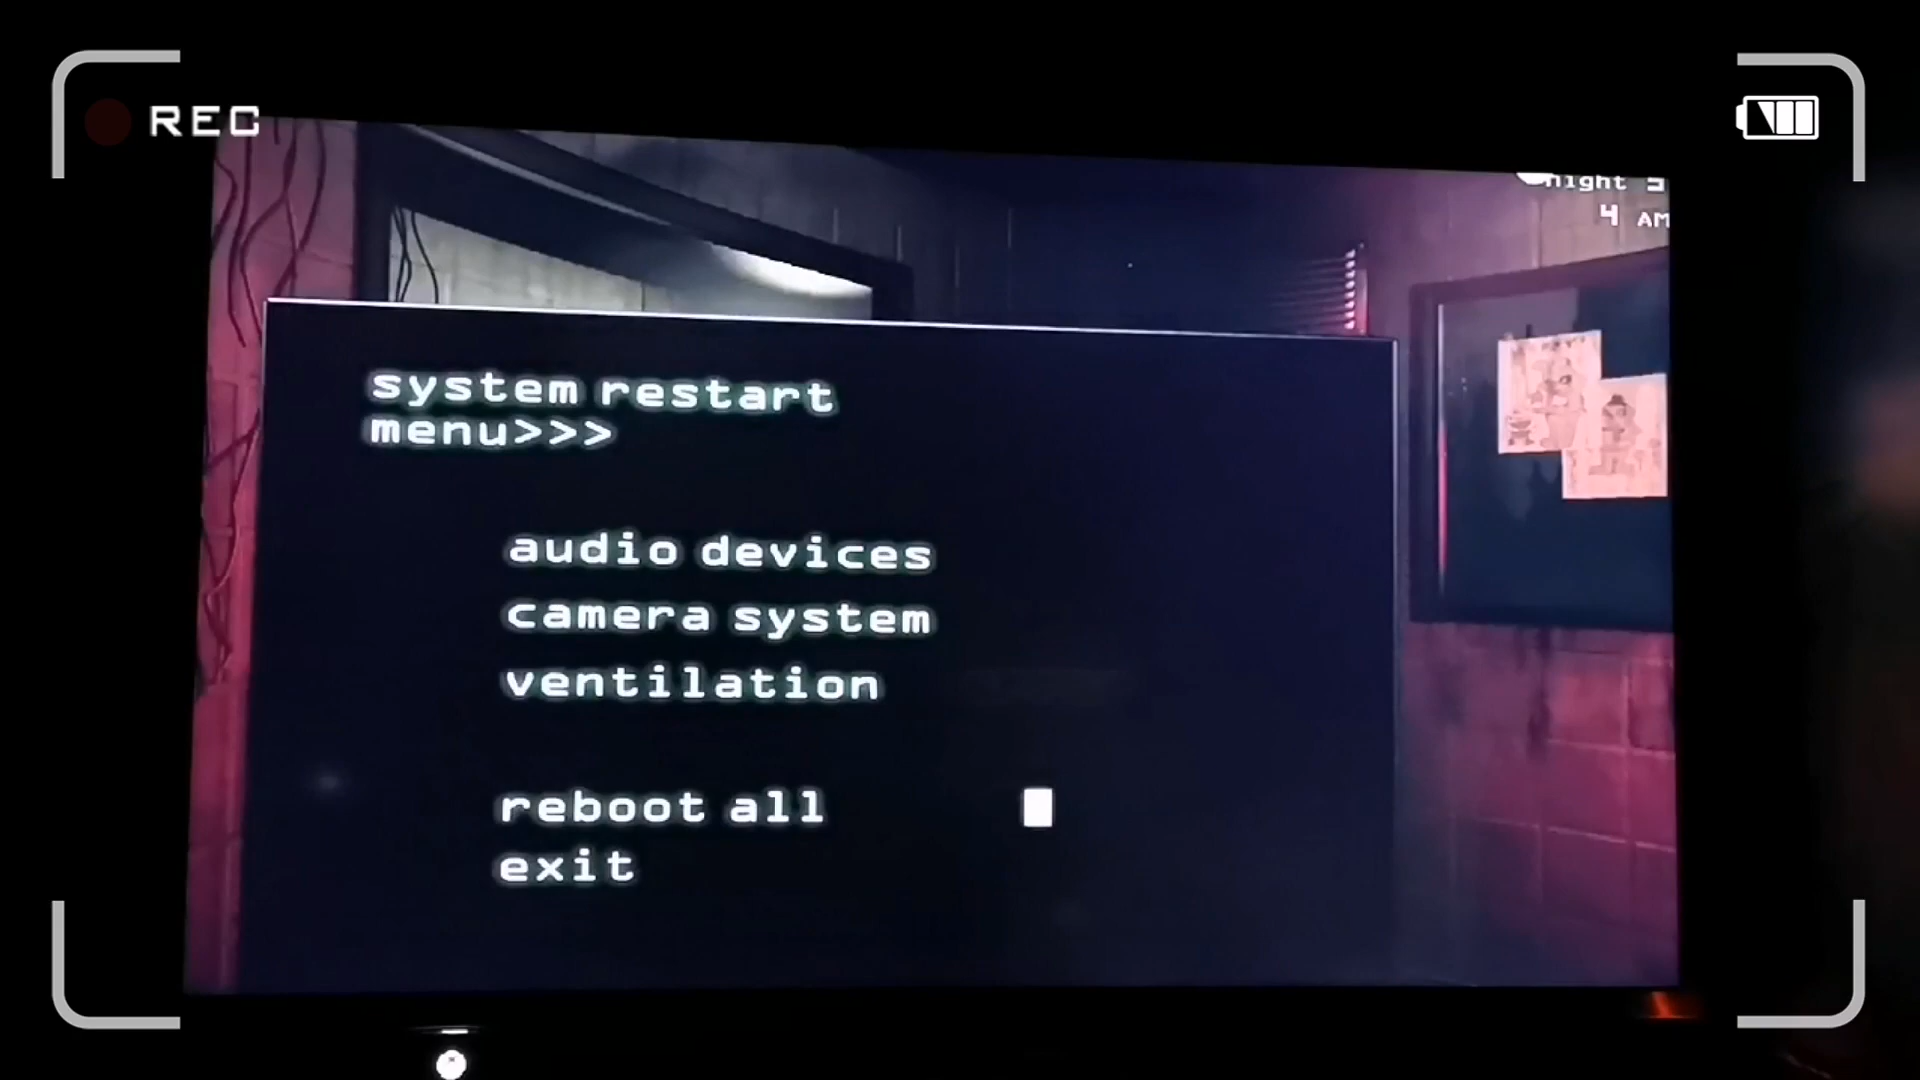 REC
night 5
4 AM
system restart
menu>>>
audio devices
camera system
ventilation
reboot all
exit